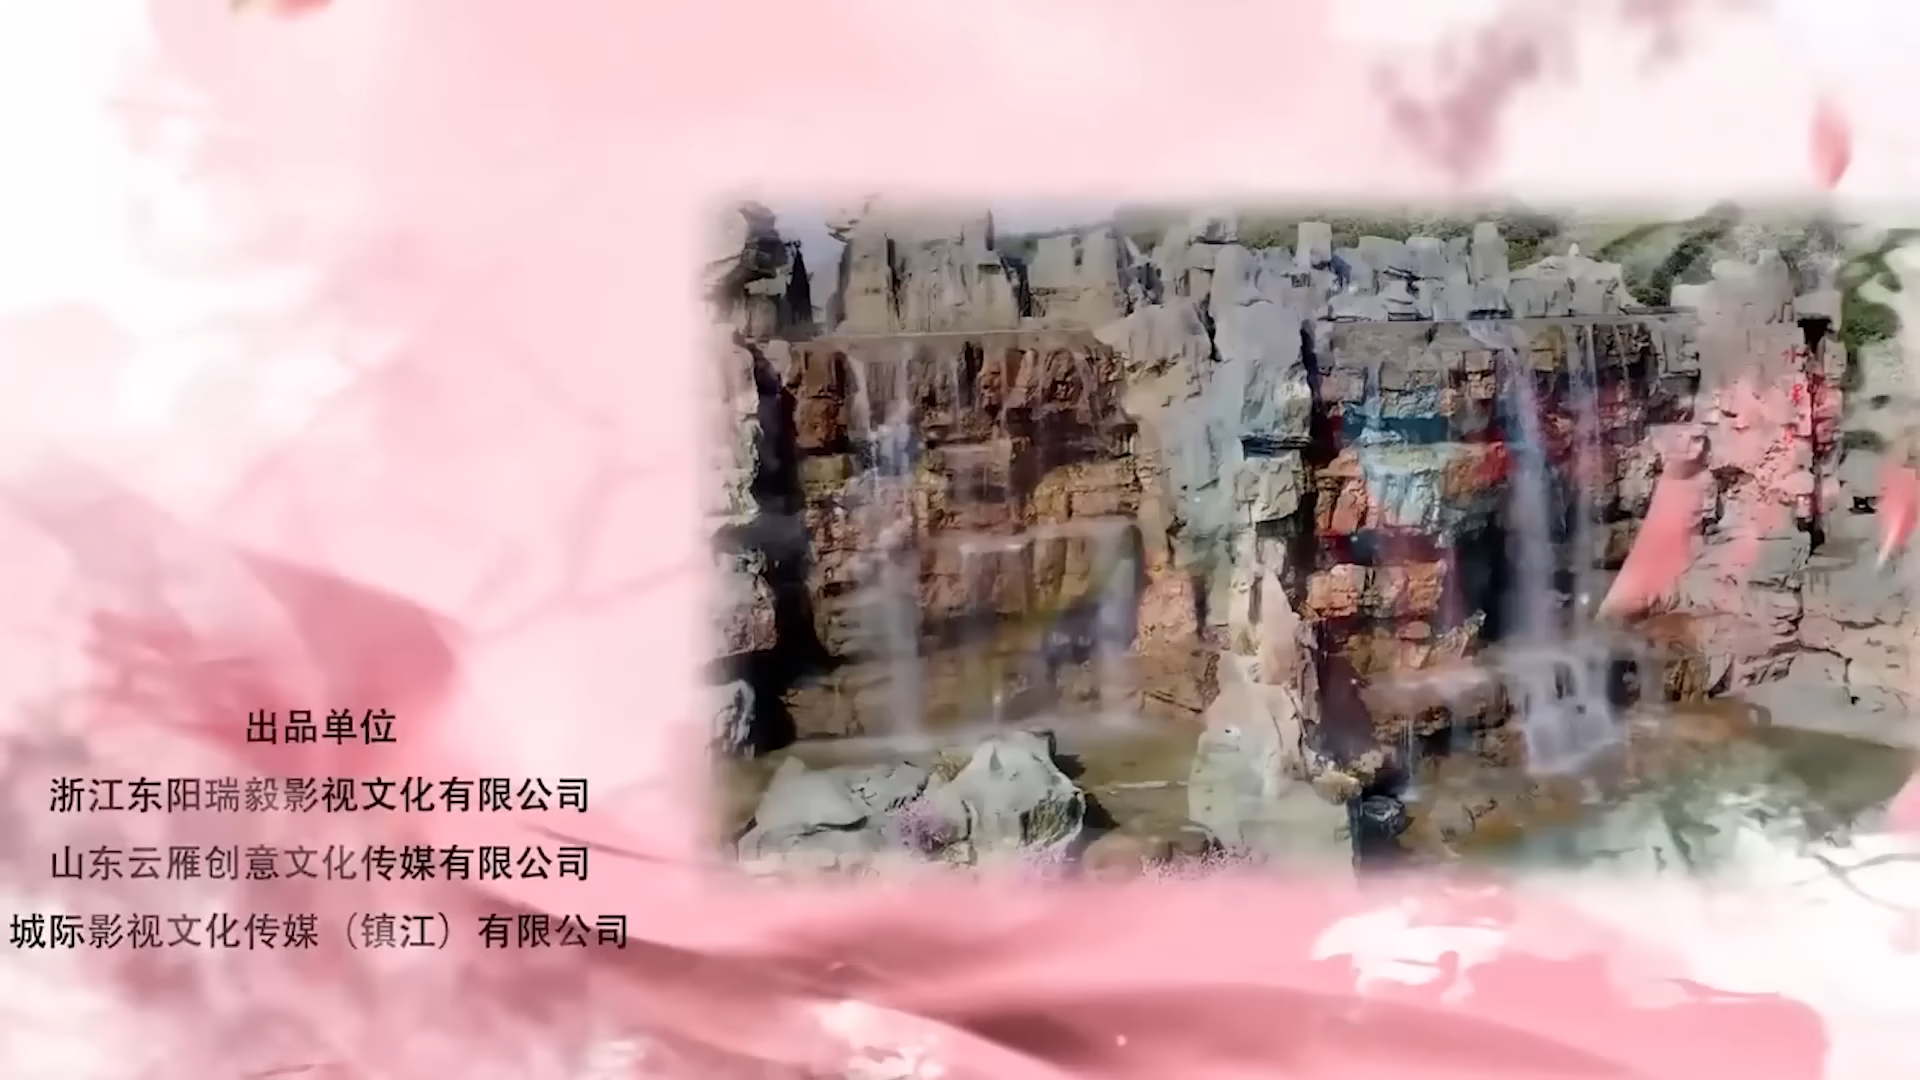 出品单位
浙江东阳瑞毅影视文化有限公司
山东云雁创意文化传媒有限公司
城际影视文化传媒（镇江）有限公司